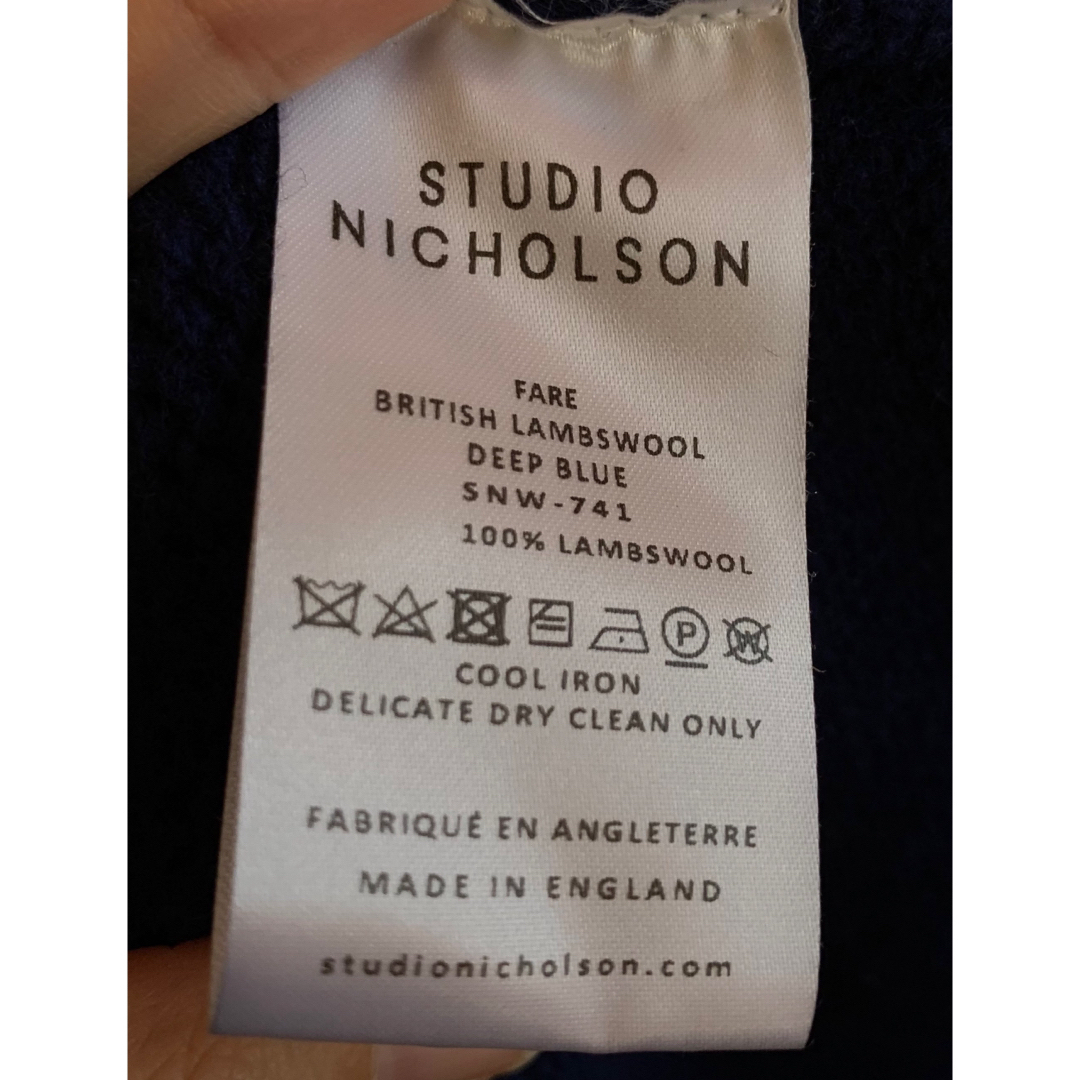 STUDIO
NICHOLSON
FARE
BRITISH LAMBSWOOL
DEEP BLUE
SNW-741
100% LAMBSWOOL
P W
COOL IRON
DELICATE DRY CLEAN ONLY
FABRIQUÉ EN ANGLETERRE
MADE IN ENGLAND
studionicholson.com